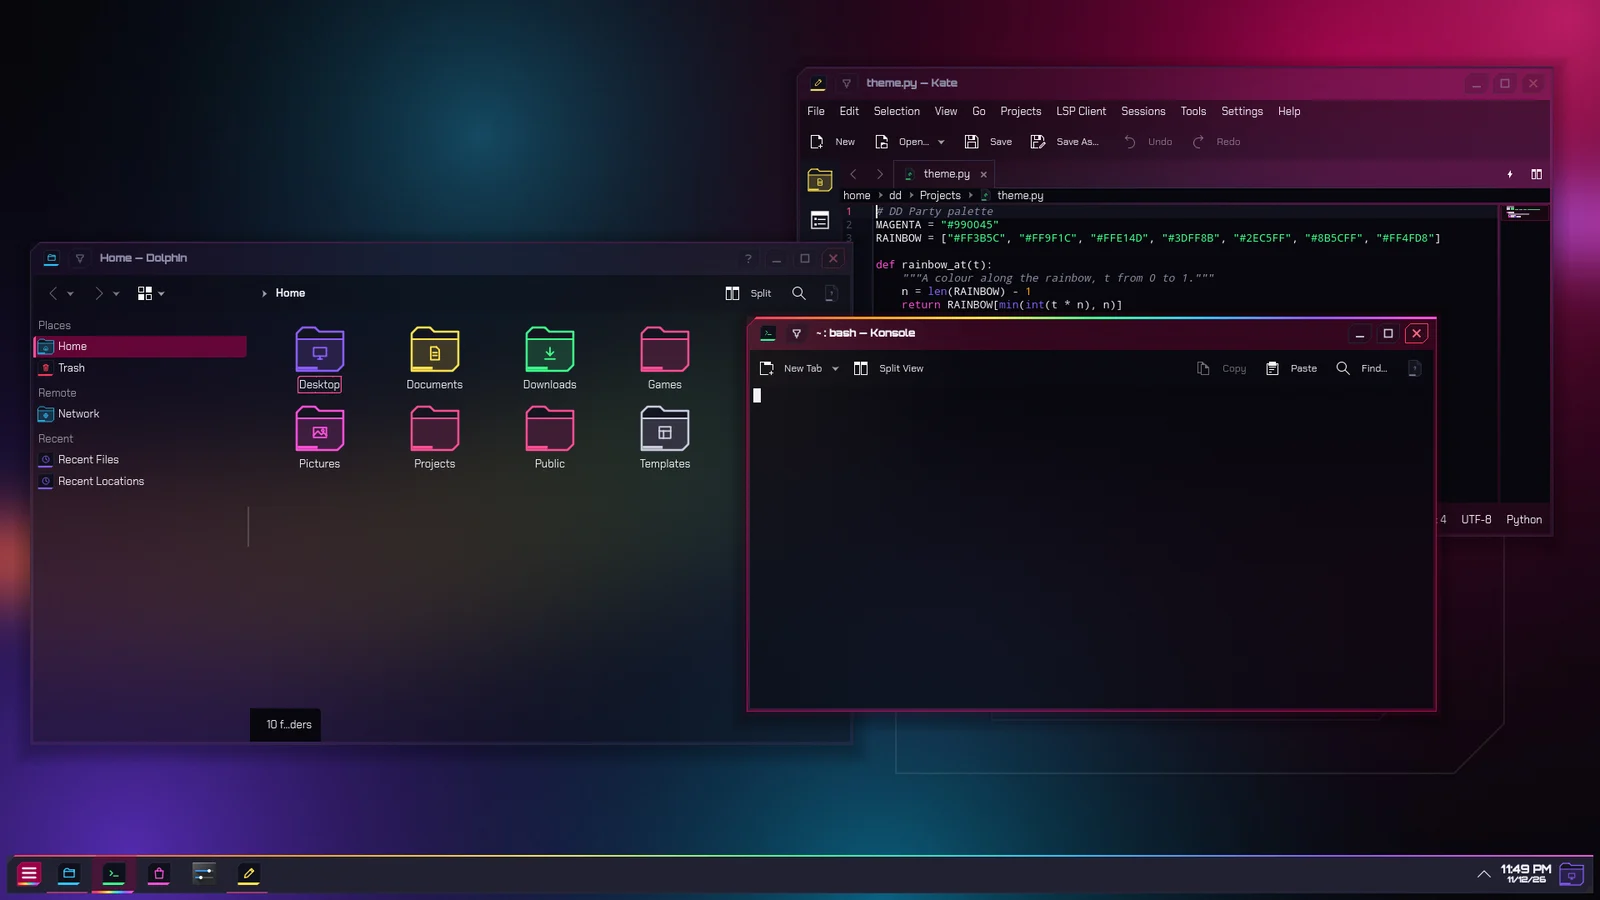 theme.py — Kate
File Edit Selection View Go Projects LSP Client Sessions Tools Settings Help
New Open... Save Save As... Undo Redo
theme.py
home dd Projects theme.py
1 # DD Party palette
2 MAGENTA = "#990045"
3 RAINBOW = ["#FF3B5C", "#FF9F1C", "#FFE14D", "#3DFF8B", "#2EC5FF", "#8B5CFF", "#FF4FD8"]
def rainbow_at(t):
"""A colour along the rainbow, t from 0 to 1."""
n = len(RAINBOW) - 1
return RAINBOW[min(int(t * n), n)]
: 4 UTF-8 Python
Home — Dolphin
?
Home
Split
Places
Home
Trash
Remote
Network
Recent
Recent Files
Recent Locations
Desktop Documents Downloads Games
Pictures Projects Public Templates
10 f...ders
~ : bash — Konsole
New Tab Split View Copy Paste Find...
11:49 PM
11/12/26